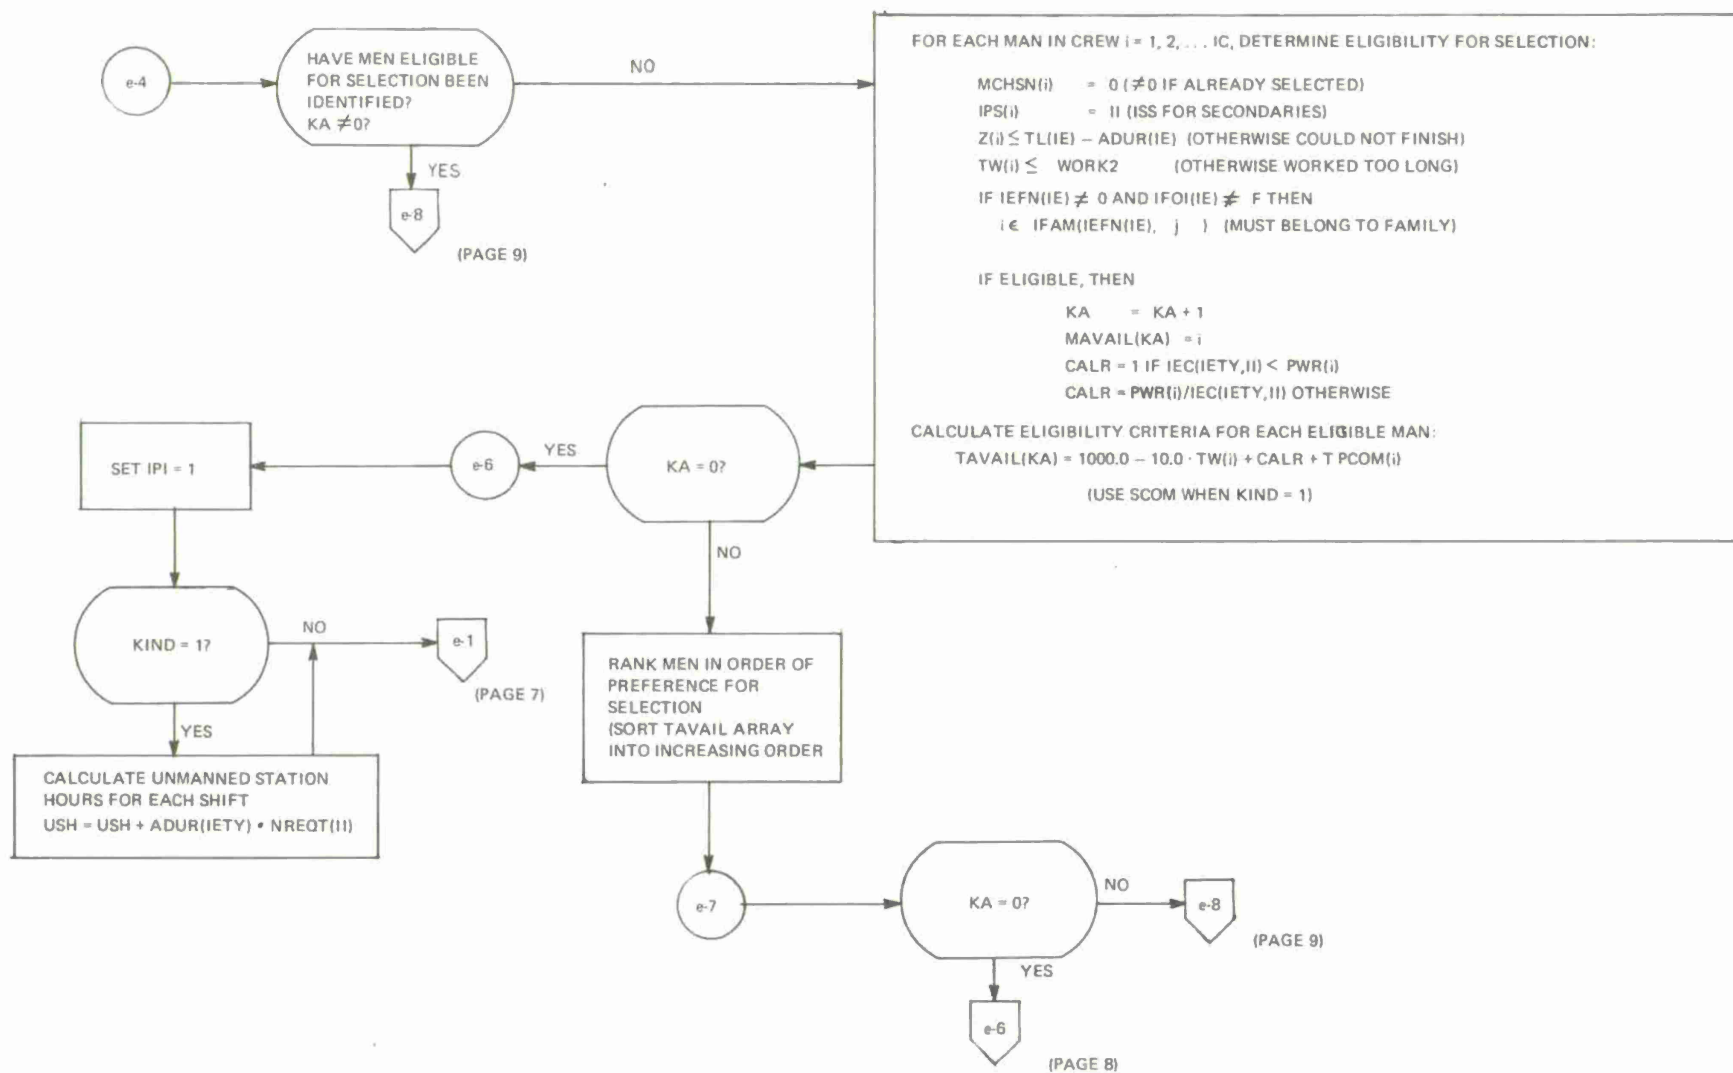 e-4
HAVE MEN ELIGIBLE
FOR SELECTION BEEN
IDENTIFIED?
KA ≠0?
NO
YES
e-8
(PAGE 9)
FOR EACH MAN IN CREW i = 1, 2, ... IC, DETERMINE ELIGIBILITY FOR SELECTION:
MCHSN(i) = 0 (≠0 IF ALREADY SELECTED)
IPS(i) = II (ISS FOR SECONDARIES)
Z(i) ≤ TL(IE) – ADUR(IE) (OTHERWISE COULD NOT FINISH)
TW(i) ≤ WORK2 (OTHERWISE WORKED TOO LONG)
IF IEFN(IE) ≠ 0 AND IFOI(IE) ≠ F THEN
i ϵ IFAM(IEFN(IE), j ) (MUST BELONG TO FAMILY)
IF ELIGIBLE, THEN
KA = KA + 1
MAVAIL(KA) = i
CALR = 1 IF IEC(IETY,II) < PWR(i)
CALR = PWR(i)/IEC(IETY,II) OTHERWISE
CALCULATE ELIGIBILITY CRITERIA FOR EACH ELIGIBLE MAN:
TAVAIL(KA) = 1000.0 – 10.0 · TW(i) + CALR + T PCOM(i)
(USE SCOM WHEN KIND = 1)
KA = 0?
YES
e-6
SET IPI = 1
NO
KIND = 1?
NO
e-1
(PAGE 7)
YES
CALCULATE UNMANNED STATION
HOURS FOR EACH SHIFT
USH = USH + ADUR(IETY) • NREQT(II)
RANK MEN IN ORDER OF
PREFERENCE FOR
SELECTION
(SORT TAVAIL ARRAY
INTO INCREASING ORDER
e-7
KA = 0?
NO
e-8
(PAGE 9)
YES
e-6
(PAGE 8)